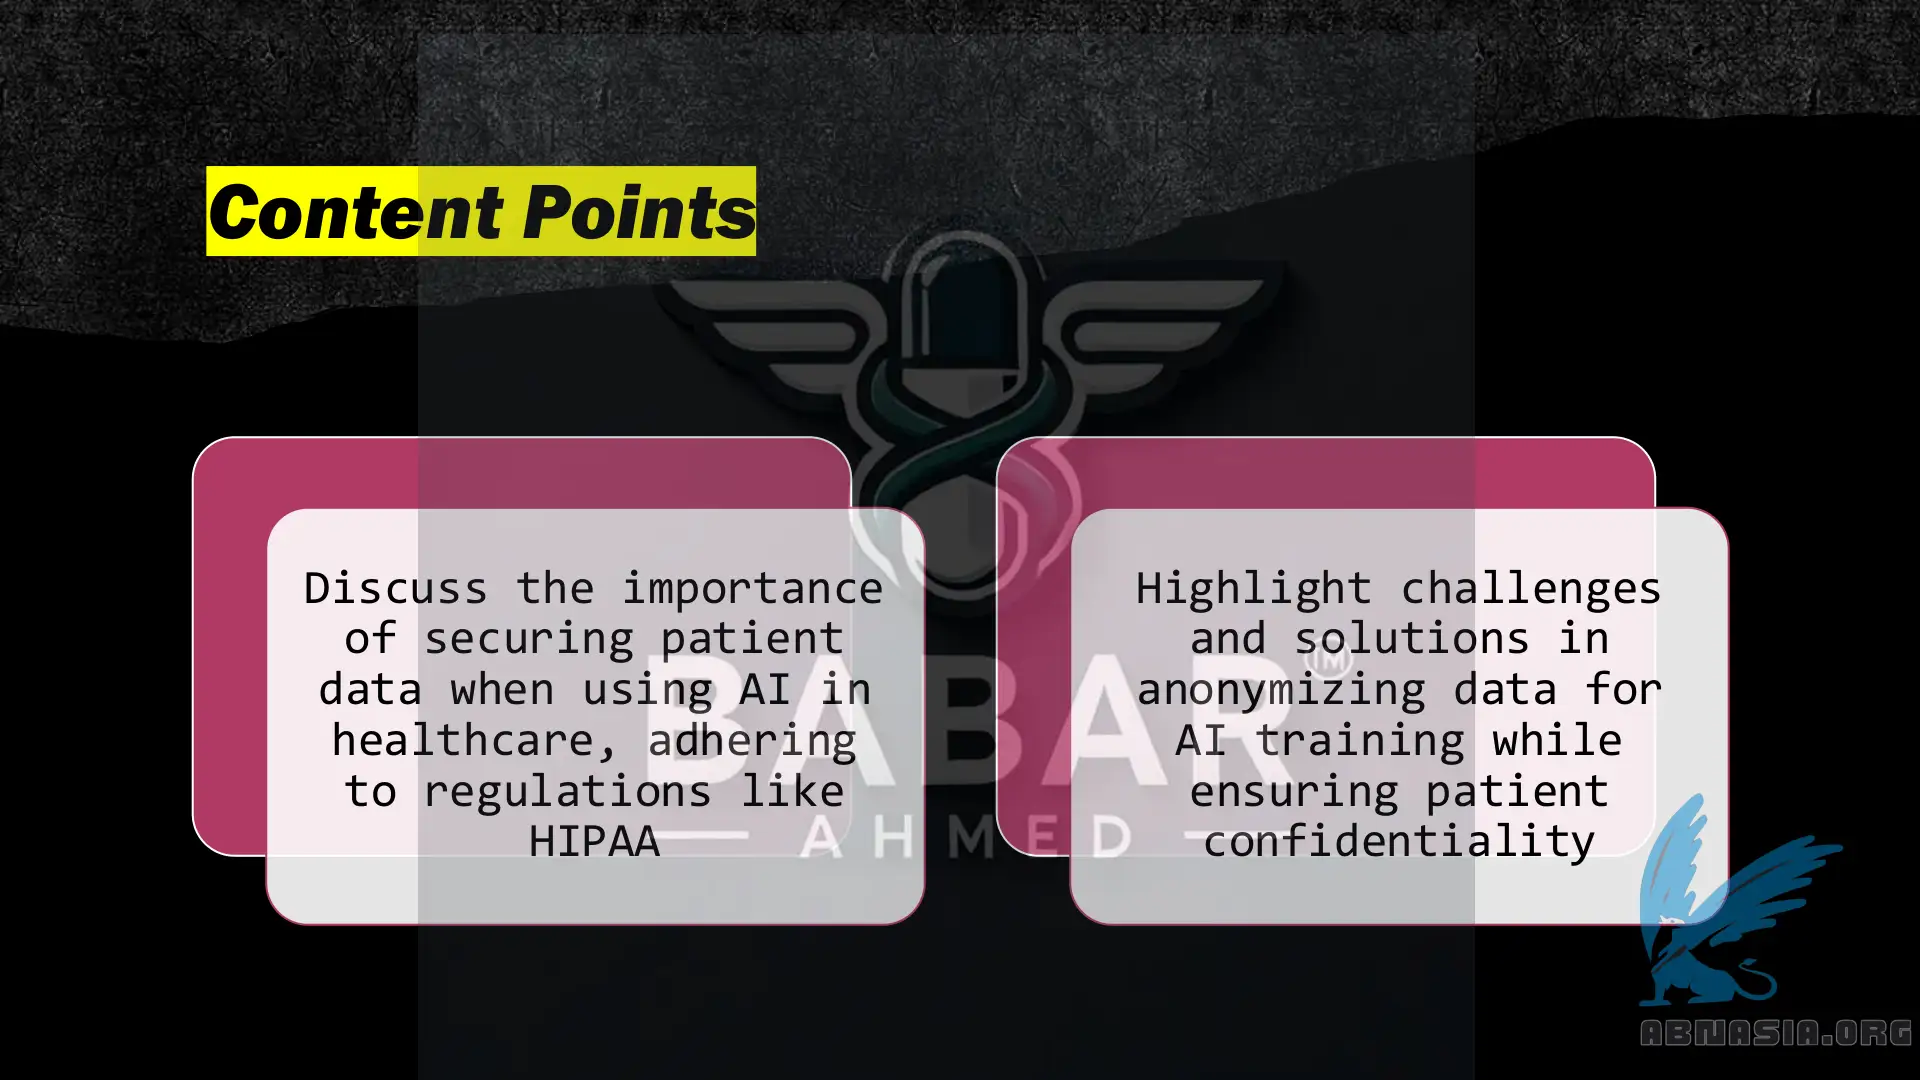 Content Points
Discuss the importance
of securing patient
data when using AI in
healthcare, adhering
to regulations like
HIPAA
Highlight challenges
and solutions in
anonymizing data for
AI training while
ensuring patient
confidentiality
BABAR™
AHMED
ABNASIA.ORG